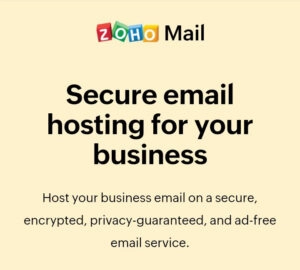 ZOHO Mail
Secure email
hosting for your
business
Host your business email on a secure,
encrypted, privacy-guaranteed, and ad-free
email service.